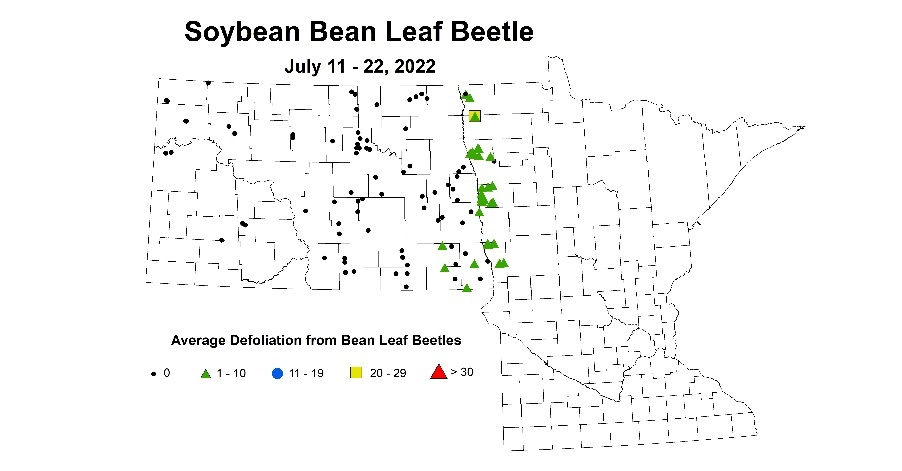 Soybean Bean Leaf Beetle
July 11 - 22, 2022
Average Defoliation from Bean Leaf Beetles
0 1 - 10 11 - 19 20 - 29 > 30